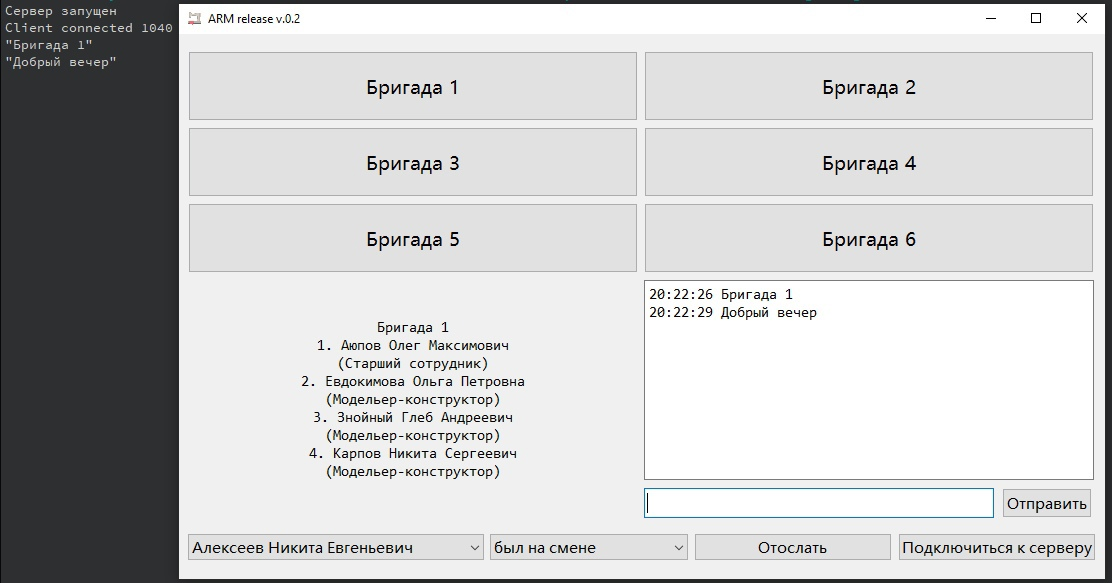 Сервер запущен
Client connected 1040
"Бригада 1"
"Добрый вечер"
ARM release v.0.2
Бригада 1
Бригада 2
Бригада 3
Бригада 4
Бригада 5
Бригада 6
Бригада 1
1. Аюпов Олег Максимович
(Старший сотрудник)
2. Евдокимова Ольга Петровна
(Модельер-конструктор)
3. Знойный Глеб Андреевич
(Модельер-конструктор)
4. Карпов Никита Сергеевич
(Модельер-конструктор)
20:22:26 Бригада 1
20:22:29 Добрый вечер
Отправить
Алексеев Никита Евгеньевич
был на смене
Отослать
Подключиться к серверу